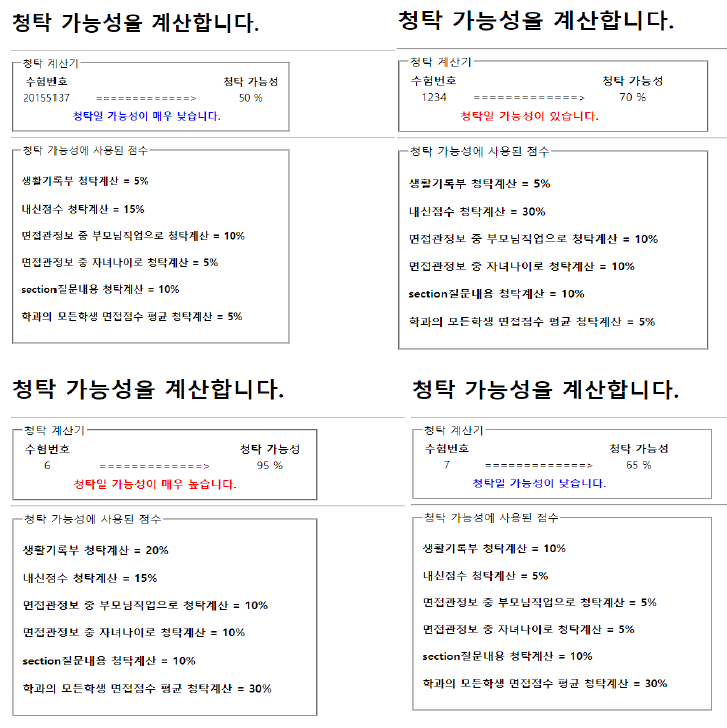 청탁 가능성을 계산합니다.
청탁 계산기
수험번호 청탁 가능성
20155137 =============> 50 %
청탁일 가능성이 매우 낮습니다.
청탁 가능성에 사용된 점수
생활기록부 청탁계산 = 5%
내신점수 청탁계산 = 15%
면접관정보 중 부모님직업으로 청탁계산 = 10%
면접관정보 중 자녀나이로 청탁계산 = 5%
section질문내용 청탁계산 = 10%
학과의 모든학생 면접점수 평균 청탁계산 = 5%
청탁 가능성을 계산합니다.
청탁 계산기
수험번호 청탁 가능성
1234 =============> 70 %
청탁일 가능성이 있습니다.
청탁 가능성에 사용된 점수
생활기록부 청탁계산 = 5%
내신점수 청탁계산 = 30%
면접관정보 중 부모님직업으로 청탁계산 = 10%
면접관정보 중 자녀나이로 청탁계산 = 10%
section질문내용 청탁계산 = 10%
학과의 모든학생 면접점수 평균 청탁계산 = 5%
청탁 가능성을 계산합니다.
청탁 계산기
수험번호 청탁 가능성
6 =============> 95 %
청탁일 가능성이 매우 높습니다.
청탁 가능성에 사용된 점수
생활기록부 청탁계산 = 20%
내신점수 청탁계산 = 15%
면접관정보 중 부모님직업으로 청탁계산 = 10%
면접관정보 중 자녀나이로 청탁계산 = 10%
section질문내용 청탁계산 = 10%
학과의 모든학생 면접점수 평균 청탁계산 = 30%
청탁 가능성을 계산합니다.
청탁 계산기
수험번호 청탁 가능성
7 =============> 65 %
청탁일 가능성이 낮습니다.
청탁 가능성에 사용된 점수
생활기록부 청탁계산 = 10%
내신점수 청탁계산 = 5%
면접관정보 중 부모님직업으로 청탁계산 = 5%
면접관정보 중 자녀나이로 청탁계산 = 5%
section질문내용 청탁계산 = 10%
학과의 모든학생 면접점수 평균 청탁계산 = 30%